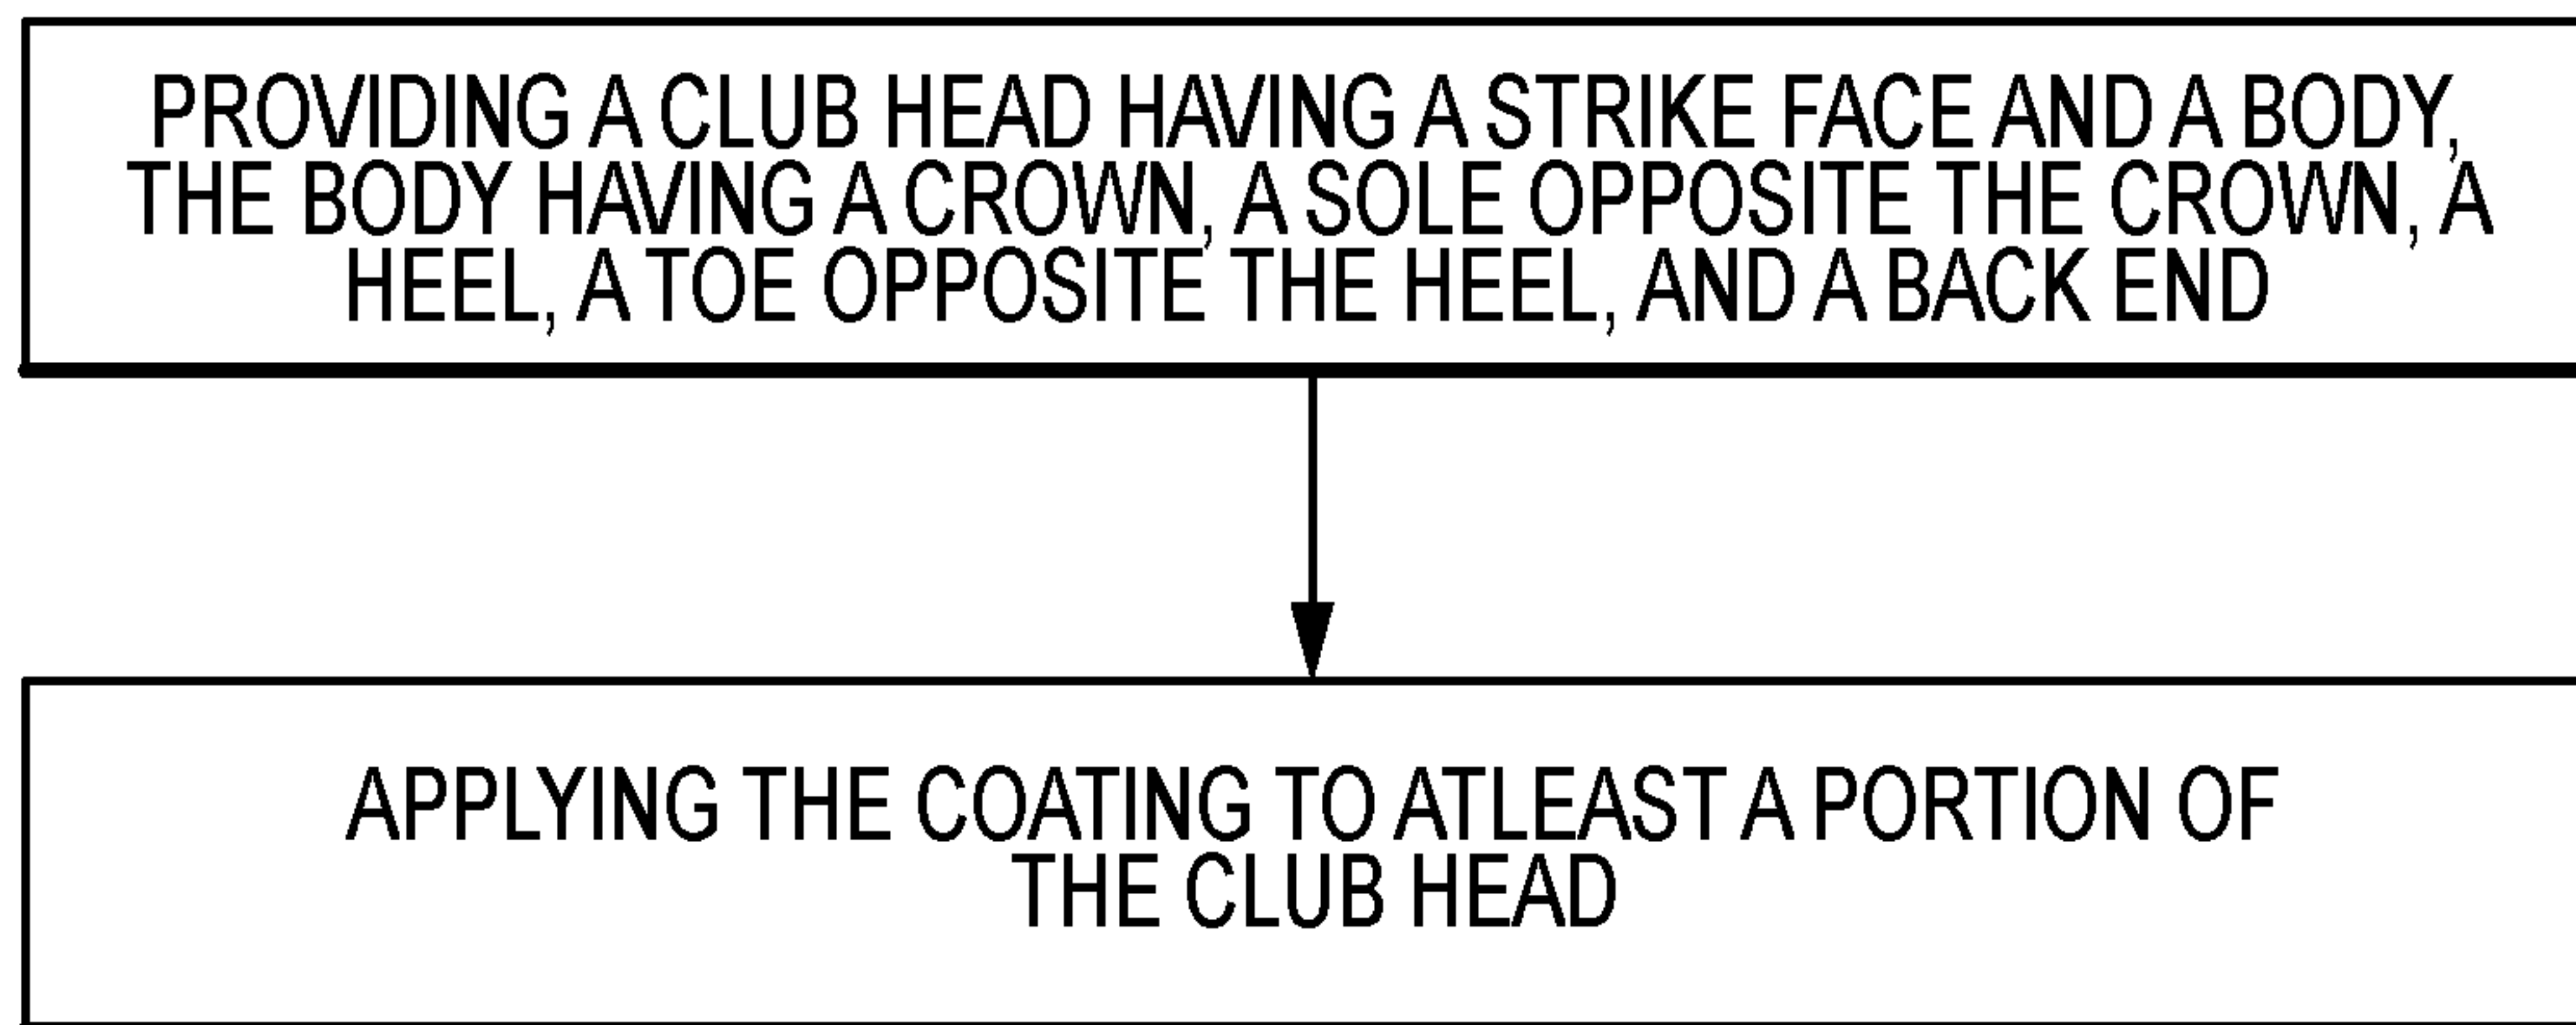 PROVIDING A CLUB HEAD HAVING A STRIKE FACE AND A BODY,
THE BODY HAVING A CROWN, A SOLE OPPOSITE THE CROWN, A
HEEL, A TOE OPPOSITE THE HEEL, AND A BACK END
APPLYING THE COATING TO ATLEAST A PORTION OF
THE CLUB HEAD